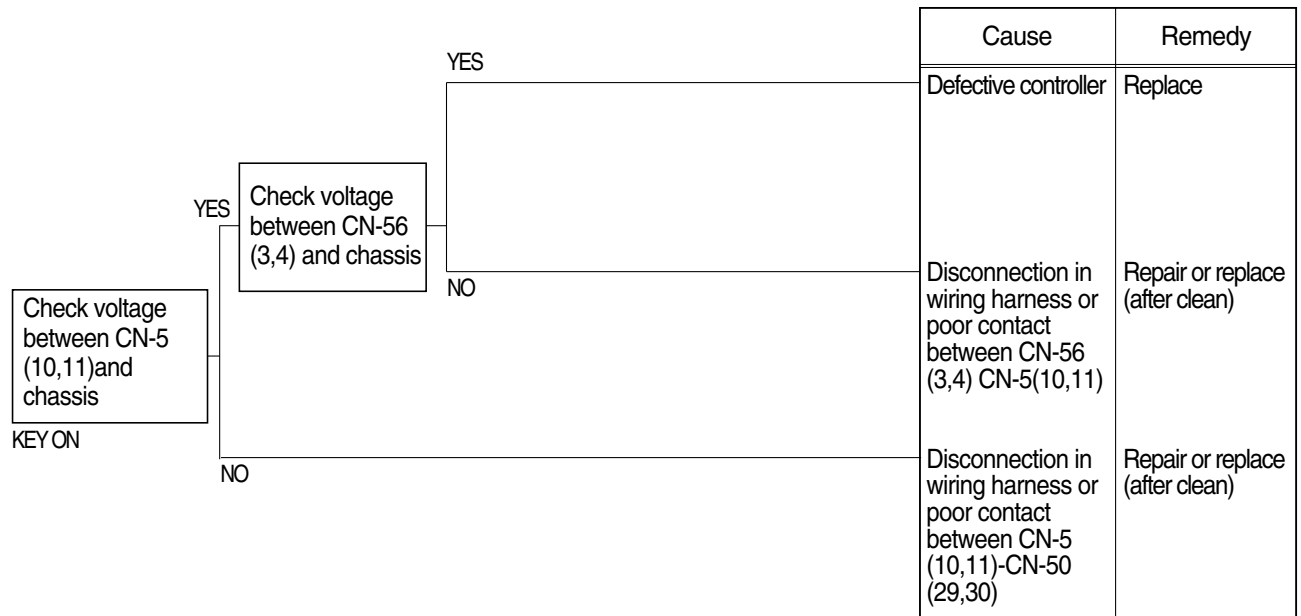 Cause
Remedy
YES
Defective controller
Replace
YES
Check voltage
between CN-56
(3,4) and chassis
NO
Disconnection in
wiring harness or
poor contact
between CN-56
(3,4) CN-5(10,11)
Repair or replace
(after clean)
Check voltage
between CN-5
(10,11)and
chassis
KEY ON
NO
Disconnection in
wiring harness or
poor contact
between CN-5
(10,11)-CN-50
(29,30)
Repair or replace
(after clean)